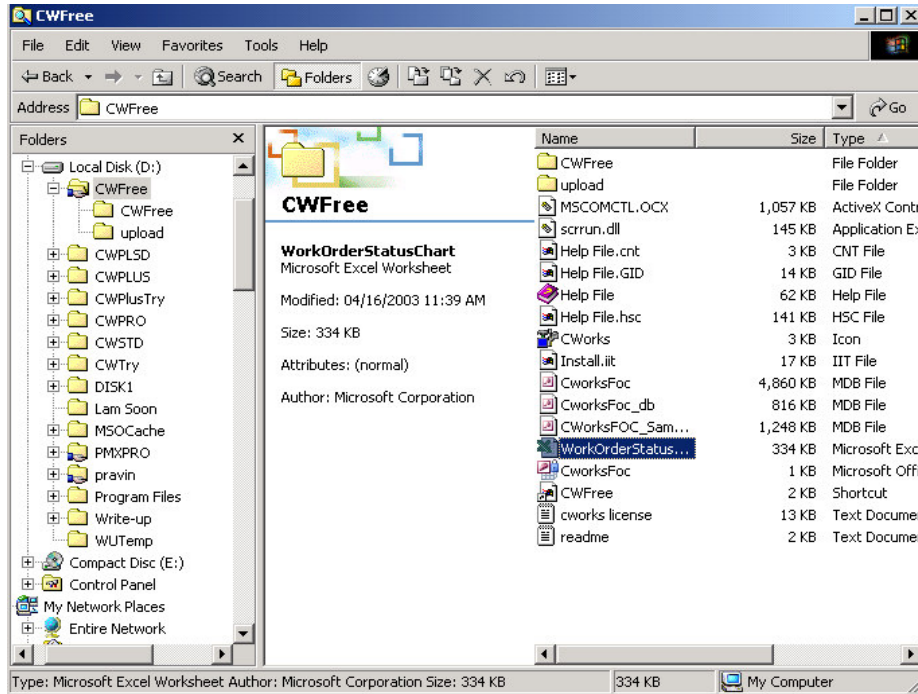 CWFree
File Edit View Favorites Tools Help
Back Search Folders
Address CWFree Go
Folders
Local Disk (D:)
CWFree
CWFree
upload
CWPLSD
CWPLUS
CWPlusTry
CWPRO
CWSTD
CWTry
DISK1
Lam Soon
MSOCache
PMXPRO
pravin
Program Files
Write-up
WUTemp
Compact Disc (E:)
Control Panel
My Network Places
Entire Network
CWFree
WorkOrderStatusChart
Microsoft Excel Worksheet
Modified: 04/16/2003 11:39 AM
Size: 334 KB
Attributes: (normal)
Author: Microsoft Corporation
Name Size Type
CWFree File Folder
upload File Folder
MSCOMCTL.OCX 1,057 KB ActiveX Contr
scrrun.dll 145 KB Application Ex
Help File.cnt 3 KB CNT File
Help File.GID 14 KB GID File
Help File 62 KB Help File
Help File.hsc 141 KB HSC File
CWorks 3 KB Icon
Install.iit 17 KB IIT File
CworksFoc 4,860 KB MDB File
CworksFoc_db 816 KB MDB File
CWorksFOC_Sam... 1,248 KB MDB File
WorkOrderStatus... 334 KB Microsoft Exc
CworksFoc 1 KB Microsoft Offi
CWFree 2 KB Shortcut
cworks license 13 KB Text Docume
readme 2 KB Text Docume
Type: Microsoft Excel Worksheet Author: Microsoft Corporation Size: 334 KB 334 KB My Computer